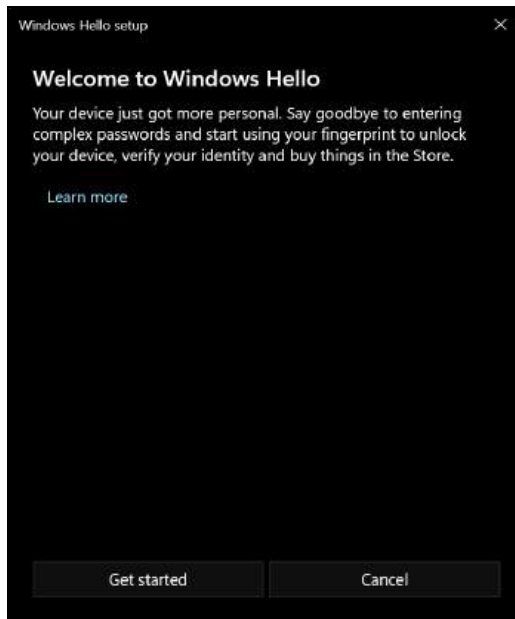 Windows Hello setup
Welcome to Windows Hello
Your device just got more personal. Say goodbye to entering
complex passwords and start using your fingerprint to unlock
your device, verify your identity and buy things in the Store.
Learn more
Get started
Cancel